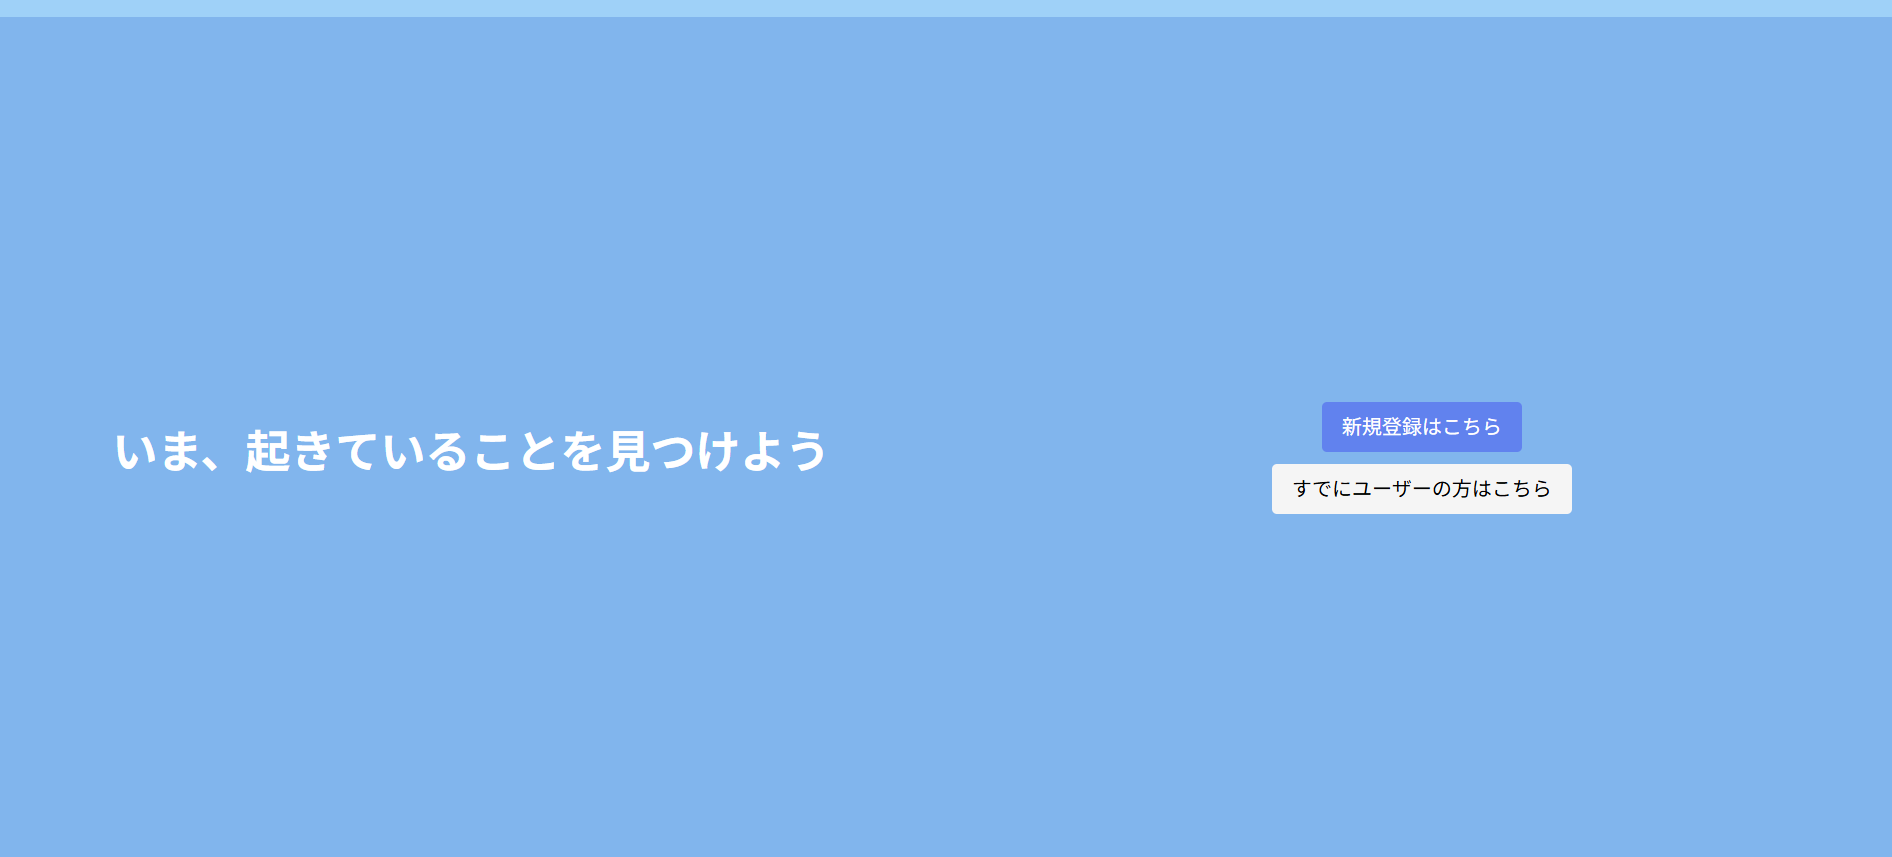 いま、起きていることを見つけよう
新規登録はこちら
すでにユーザーの方はこちら